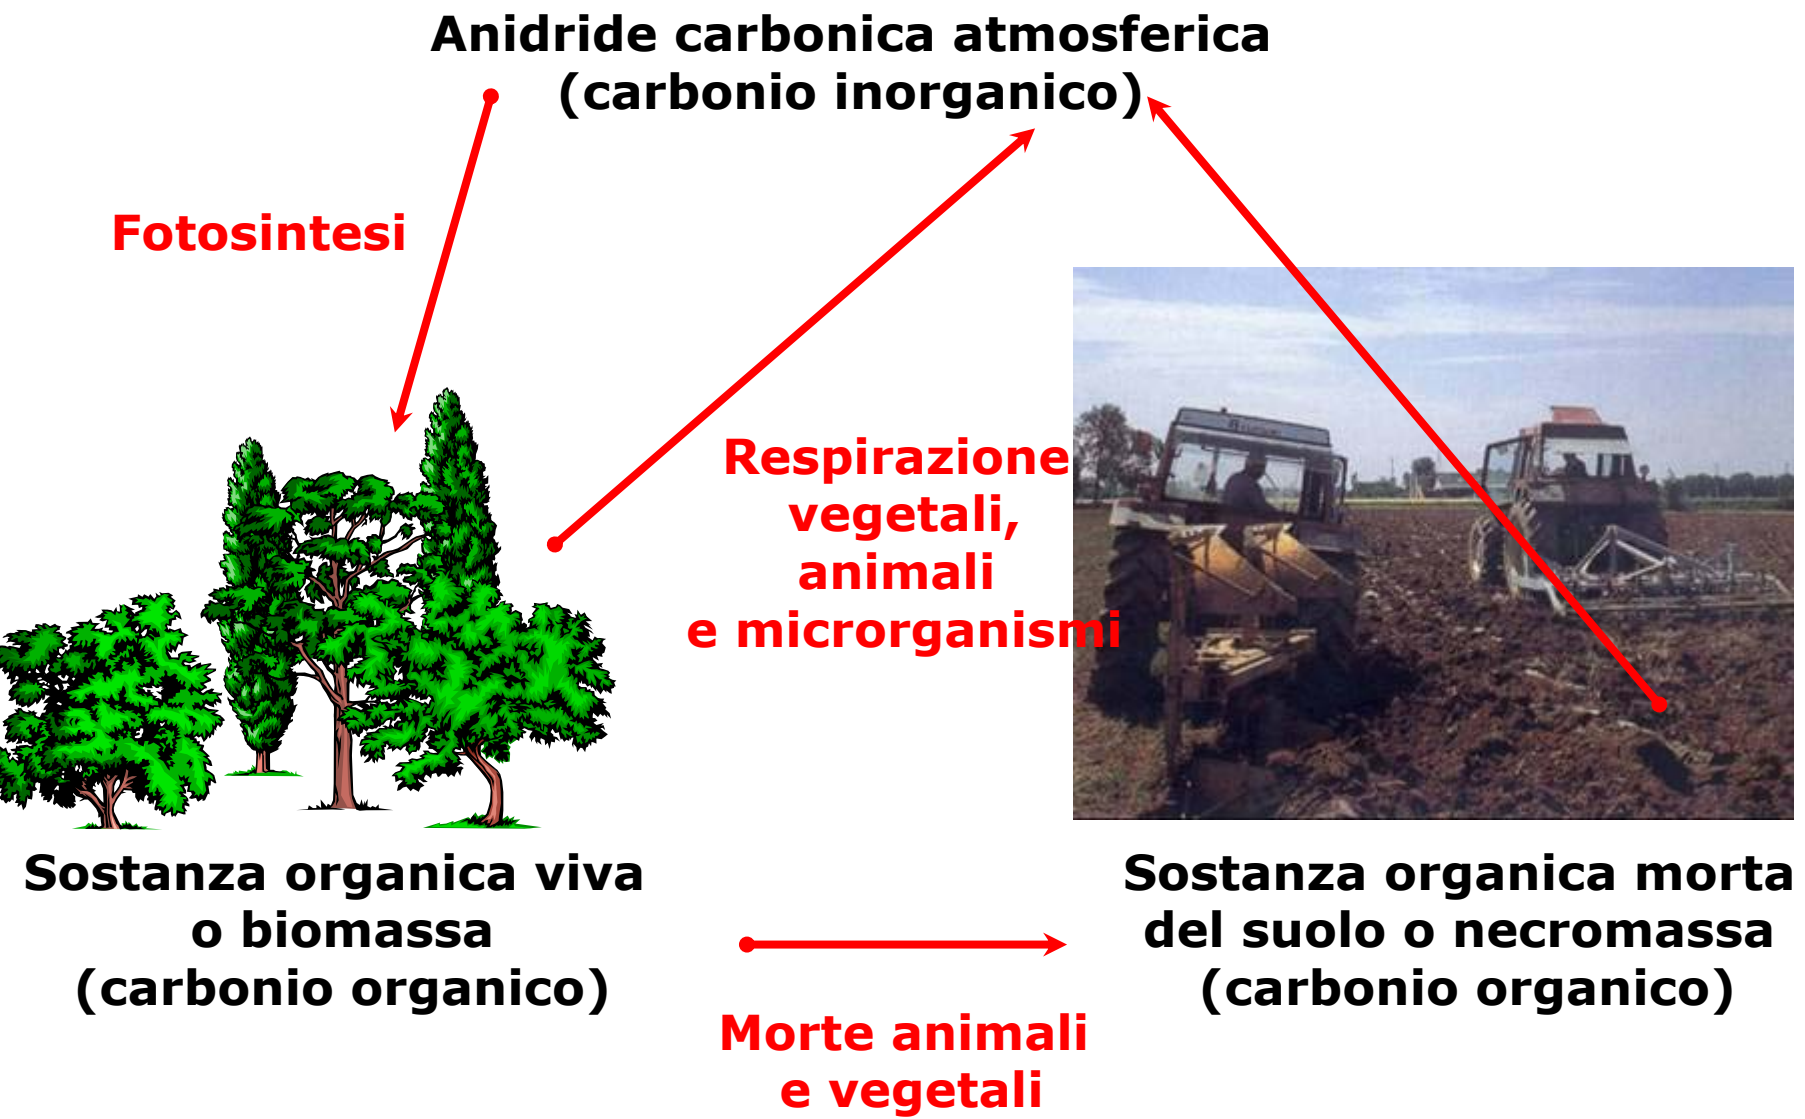 Anidride carbonica atmosferica
(carbonio inorganico)
Fotosintesi
Respirazione
vegetali,
animali
e microrganismi
Sostanza organica viva
o biomassa
(carbonio organico)
Sostanza organica morta
del suolo o necromassa
(carbonio organico)
Morte animali
e vegetali